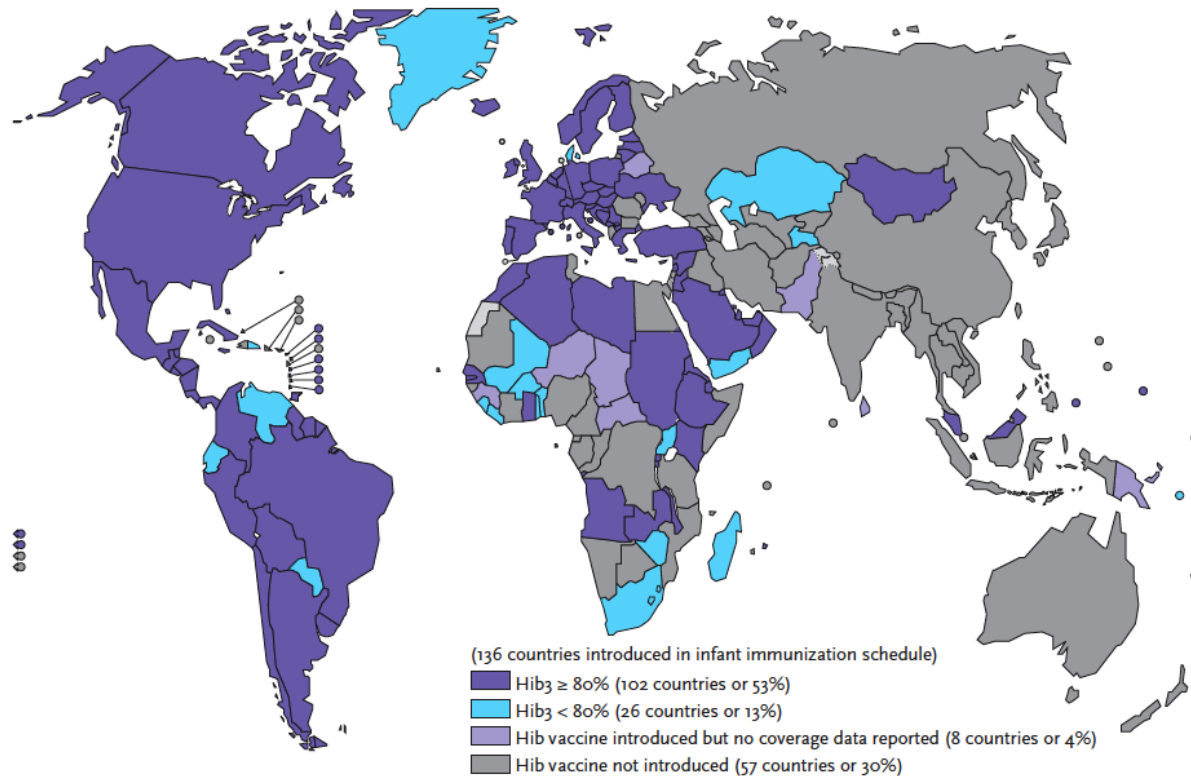 (136 countries introduced in infant immunization schedule)
Hib3 ≥ 80% (102 countries or 53%)
Hib3 < 80% (26 countries or 13%)
Hib vaccine introduced but no coverage data reported (8 countries or 4%)
Hib vaccine not introduced (57 countries or 30%)